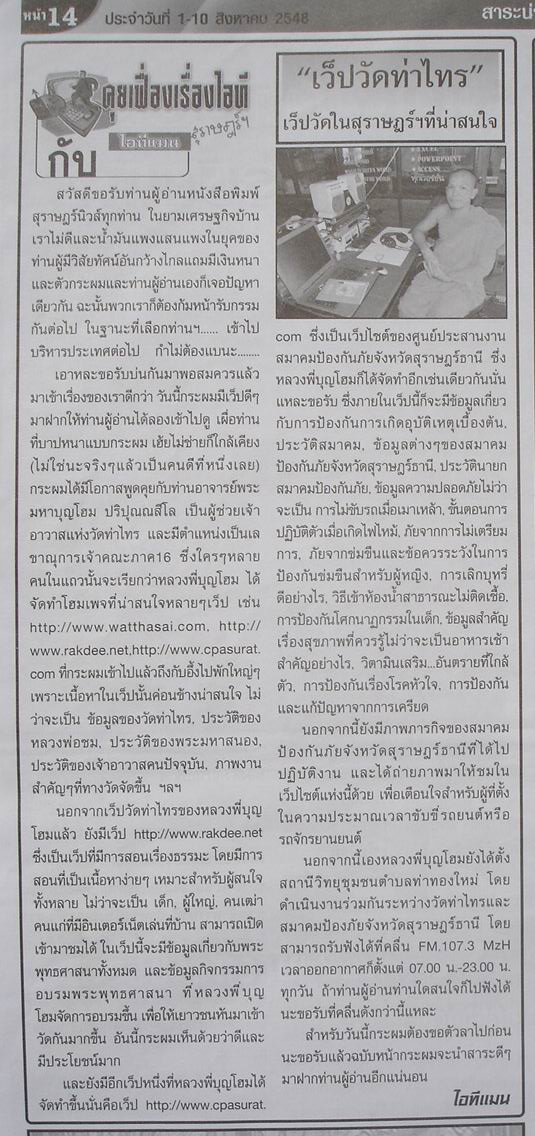 หน้า 14 ประจำวันที่ 1-10 สิงหาคม 2548 สาระน่า
คุยเฟื่องเรื่องไอที
สุราษฎร์ฯ
กับ ไอทีแมน
สวัสดีขอรับท่านผู้อ่านหนังสือพิมพ์
สุราษฎร์นิวส์ทุกท่าน ในยามเศรษฐกิจบ้าน
เราไม่ดีและน้ำมันแพงแสนแพงในยุคของ
ท่านผู้มีวิสัยทัศน์อันกว้างไกลแถมมีเงินหนา
และตัวกระผมและท่านผู้อ่านเองก็เจอปัญหา
เดียวกัน ฉะนั้นพวกเราก็ต้องก้มหน้ารับกรรม
กันต่อไป ในฐานะที่เลือกท่านฯ...... เข้าไป
บริหารประเทศต่อไป กำไม่ต้องแบนะ........
เอาหละขอรับบ่นกันมาพอสมควรแล้ว
มาเข้าเรื่องของเราดีกว่า วันนี้กระผมมีเว็ปดีๆ
มาฝากให้ท่านผู้อ่านได้ลองเข้าไปดู เผื่อท่าน
ที่บาปหนาแบบกระผม เฮ้ยไม่ช่ายก็ใกล้เคียง
(ไม่ใช่นะจริงๆแล้วเป็นคนดีที่หนึ่งเลย)
กระผมได้มีโอกาสพูดคุยกับท่านอาจารย์พระ
มหาบุญโฮม ปริปุณณสีโล เป็นผู้ช่วยเจ้า
อาวาสแห่งวัดท่าไทร และมีตำแหน่งเป็นเล
ขาณุการเจ้าคณะภาค16 ซึ่งใครๆหลาย
คนในแถวนั้นจะเรียกว่าหลวงพี่บุญโฮม ได้
จัดทำโฮมเพจที่น่าสนใจหลายๆเว็ป เช่น
http://www.watthasai.com, http://
www.rakdee.net,http://www.cpasurat.
com ที่กระผมเข้าไปแล้วถึงกับอึ้งไปพักใหญ่ๆ
เพราะเนื้อหาในเว็ปนั้นค่อนข้างน่าสนใจ ไม่
ว่าจะเป็น ข้อมูลของวัดท่าไทร, ประวัติของ
หลวงพ่อชม, ประวัติของพระมหาสนอง,
ประวัติของเจ้าอาวาสคนปัจจุบัน, ภาพงาน
สำคัญๆที่ทางวัดจัดขึ้น ฯลฯ
นอกจากเว็ปวัดท่าไทรของหลวงพี่บุญ
โฮมแล้ว ยังมีเว็ป http://www.rakdee.net
ซึ่งเป็นเว็ปที่มีการสอนเรื่องธรรมะ โดยมีการ
สอนที่เป็นเนื้อหาง่ายๆ เหมาะสำหรับผู้สนใจ
ทั้งหลาย ไม่ว่าจะเป็น เด็ก, ผู้ใหญ่, คนเฒ่า
คนแก่ที่มีอินเตอร์เน็ตเล่นที่บ้าน สามารถเปิด
เข้ามาชมได้ ในเว็ปนี้จะมีข้อมูลเกี่ยวกับพระ
พุทธศาสนาทั้งหมด และข้อมูลกิจกรรมการ
อบรมพระพุทธศาสนา ที่หลวงพี่บุญ
โฮมจัดการอบรมขึ้น เพื่อให้เยาวชนหันมาเข้า
วัดกันมากขึ้น อันนี้กระผมเห็นด้วยว่าดีและ
มีประโยชน์มาก
และยังมีอีกเว็ปหนึ่งที่หลวงพี่บุญโฮมได้
จัดทำขึ้นนั่นคือเว็ป http://www.cpasurat.
"เว็ปวัดท่าไทร"
เว็ปวัดในสุราษฎร์ฯที่น่าสนใจ
POWERPOINT
ACCESS
com ซึ่งเป็นเว็ปไซต์ของศูนย์ประสานงาน
สมาคมป้องกันภัยจังหวัดสุราษฎร์ธานี ซึ่ง
หลวงพี่บุญโฮมก็ได้จัดทำอีกเช่นเดียวกันนั่น
แหละขอรับ ซึ่งภายในเว็ปนี้ก็จะมีข้อมูลเกี่ยว
กับการป้องกันการเกิดอุบัติเหตุเบื้องต้น,
ประวัติสมาคม, ข้อมูลต่างๆของสมาคม
ป้องกันภัยจังหวัดสุราษฎร์ธานี, ประวัตินายก
สมาคมป้องกันภัย, ข้อมูลความปลอดภัยไม่ว่า
จะเป็น การไม่ขับรถเมื่อเมาเหล้า, ขั้นตอนการ
ปฏิบัติตัวเมื่อเกิดไฟไหม้, ภัยจากการไม่เตรียม
การ, ภัยจากข่มขืนและข้อควรระวังในการ
ป้องกันข่มขืนสำหรับผู้หญิง, การเลิกบุหรี่
ดีอย่างไร, วิธีเข้าห้องน้ำสาธารณะไม่ติดเชื้อ,
การป้องกันโศกนาฏกรรมในเด็ก, ข้อมูลสำคัญ
เรื่องสุขภาพที่ควรรู้ไม่ว่าจะเป็นอาหารเช้า
สำคัญอย่างไร, วิตามินเสริม...อันตรายที่ใกล้
ตัว, การป้องกันเรื่องโรคหัวใจ, การป้องกัน
และแก้ปัญหาจากการเครียด
นอกจากนี้ยังมีภาพภารกิจของสมาคม
ป้องกันภัยจังหวัดสุราษฎร์ธานีที่ได้ไป
ปฏิบัติงาน และได้ถ่ายภาพมาให้ชมใน
เว็ปไซต์แห่งนี้ด้วย เพื่อเตือนใจสำหรับผู้ที่ตั้ง
ในความประมาณเวลาขับขี่รถยนต์หรือ
รถจักรยานยนต์
นอกจากนี้เองหลวงพี่บุญโฮมยังได้ตั้ง
สถานีวิทยุชุมชนตำบลท่าทองใหม่ โดย
ดำเนินงานร่วมกันระหว่างวัดท่าไทรและ
สมาคมป้องกันภัยจังหวัดสุราษฎร์ธานี โดย
สามารถรับฟังได้ที่คลื่น FM.107.3 MzH
เวลาออกอากาศก็ตั้งแต่ 07.00 น.-23.00 น.
ทุกวัน ถ้าท่านผู้อ่านท่านใดสนใจก็ไปฟังได้
นะขอรับที่คลื่นดังกว่านี้แหละ
สำหรับวันนี้กระผมต้องขอตัวลาไปก่อน
นะขอรับแล้วฉบับหน้ากระผมจะนำสาระดีๆ
มาฝากท่านผู้อ่านอีกแน่นอน
ไอทีแมน